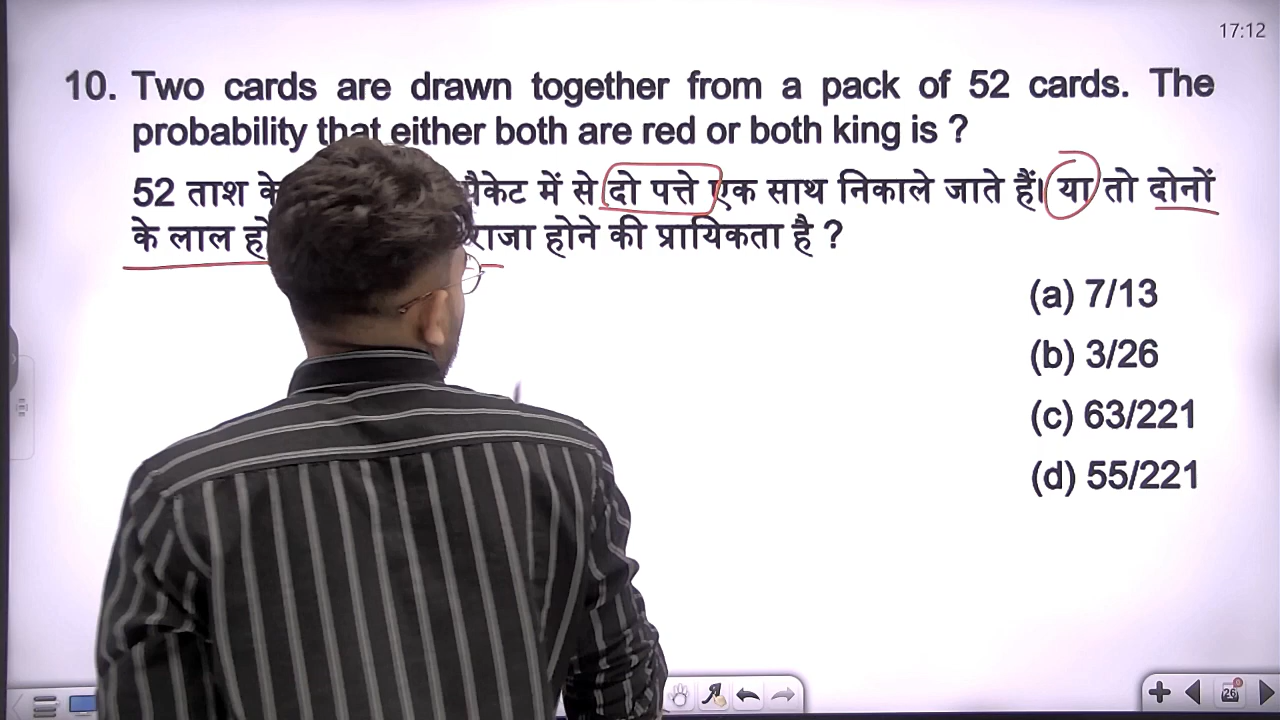 17:12
10. Two cards are drawn together from a pack of 52 cards. The
probability that either both are red or both king is ?
52 ताश के में से दो पत्ते एक साथ निकाले जाते हैं। या तो दोनों
के लाल राजा होने की प्रायिकता है ?
(a) 7/13
(b) 3/26
(c) 63/221
(d) 55/221
26